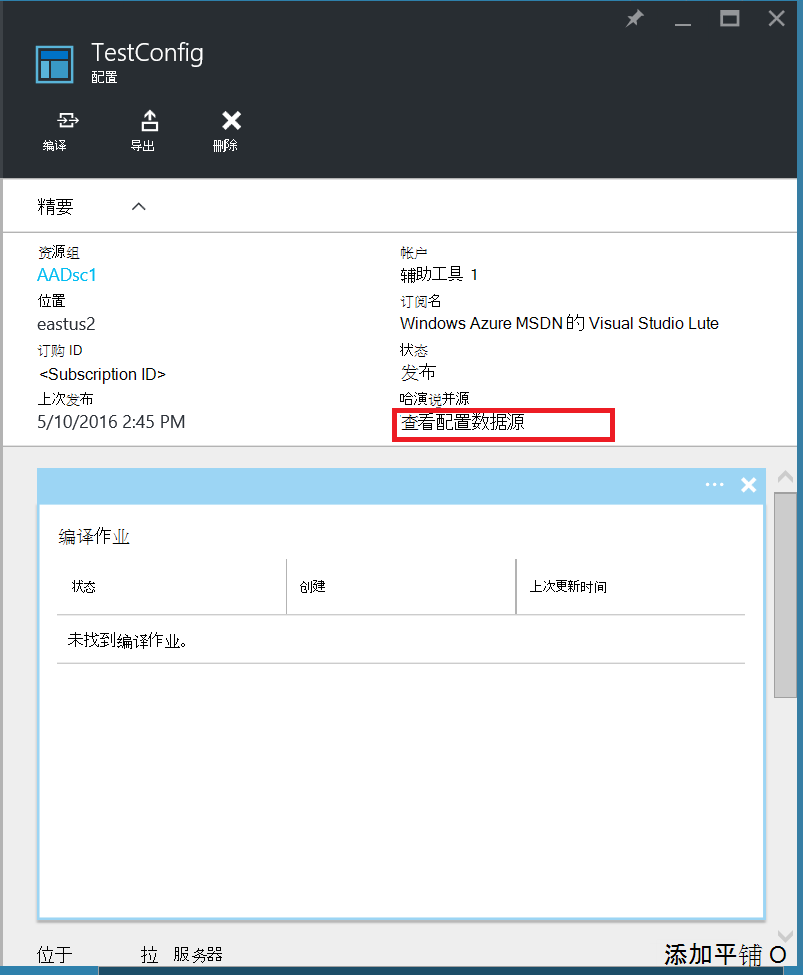 TestConfig
配置
编译
导出
删除
精要
资源组
AADsc1
位置
eastus2
订购 ID
<Subscription ID>
上次发布
5/10/2016 2:45 PM
帐户
辅助工具 1
订阅名
Windows Azure MSDN 的 Visual Studio Lute
状态
发布
哈演说并源
查看配置数据源
编译作业
状态 创建 上次更新时间
未找到编译作业。
位于 拉 服务器
添加平铺 O